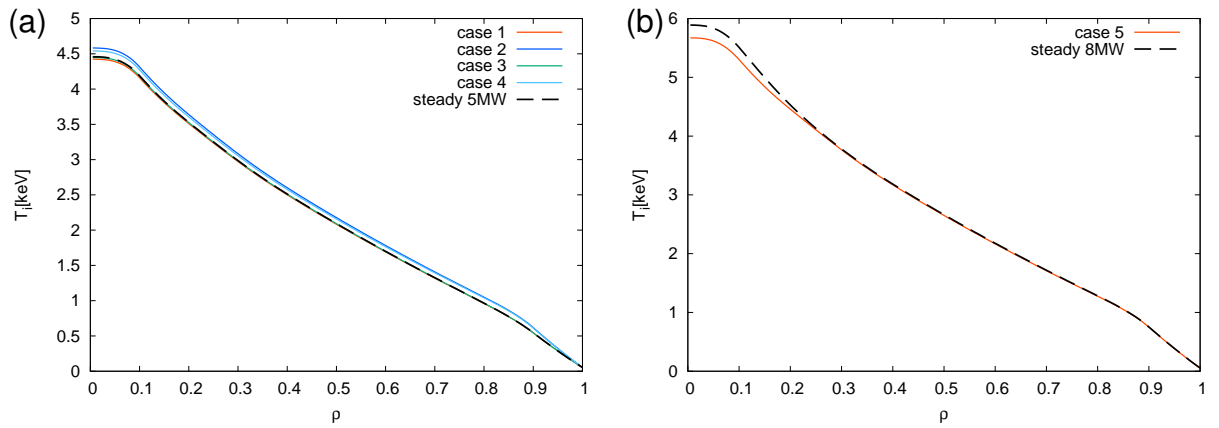 (a)
5
4.5
4
3.5
3
2.5
2
1.5
1
0.5
0
T_i[keV]
case 1
case 2
case 3
case 4
steady 5MW
0 0.1 0.2 0.3 0.4 0.5 0.6 0.7 0.8 0.9 1
ρ
(b)
6
5
4
3
2
1
0
T_i[keV]
case 5
steady 8MW
0 0.1 0.2 0.3 0.4 0.5 0.6 0.7 0.8 0.9 1
ρ